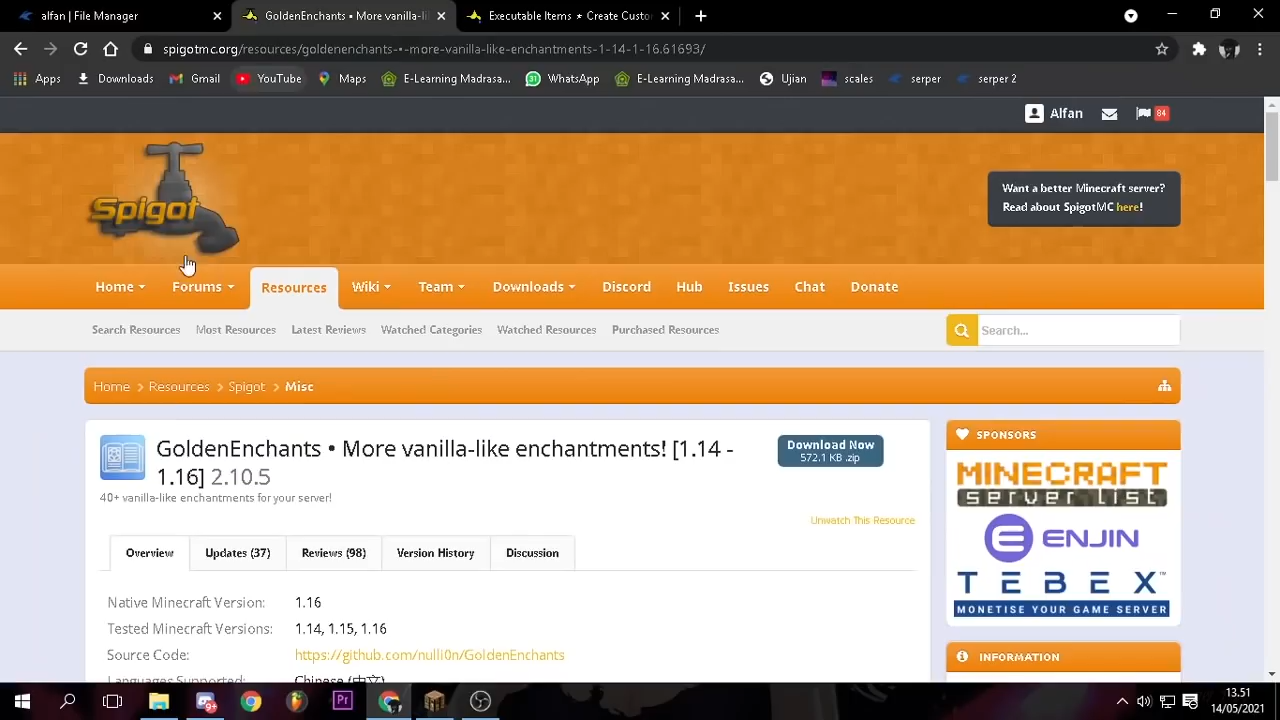 alfan | File Manager
GoldenEnchants • More vanilla-li
Executable Items ★ Create Custo
spigotmc.org/resources/goldenenchants-•-more-vanilla-like-enchantments-1-14-1-16.61693/
Apps
Downloads
Gmail
YouTube
Maps
E-Learning Madrasa...
WhatsApp
E-Learning Madrasa...
Ujian
scales
serper
serper 2
Alfan
84
Spigot
Want a better Minecraft server?
Read about SpigotMC here!
Home
Forums
Resources
Wiki
Team
Downloads
Discord
Hub
Issues
Chat
Donate
Search Resources
Most Resources
Latest Reviews
Watched Categories
Watched Resources
Purchased Resources
Search...
Home
Resources
Spigot
Misc
GoldenEnchants • More vanilla-like enchantments! [1.14 -
1.16] 2.10.5
40+ vanilla-like enchantments for your server!
Download Now
572.1 KB .zip
Unwatch This Resource
Overview
Updates (37)
Reviews (98)
Version History
Discussion
Native Minecraft Version: 1.16
Tested Minecraft Versions: 1.14, 1.15, 1.16
Source Code: https://github.com/nulli0n/GoldenEnchants
Languages Supported: Chinese (中文)
SPONSORS
MINECRAFT
server list
ENJIN
TEBEX™
MONETISE YOUR GAME SERVER
INFORMATION
Pr
13.51
14/05/2021